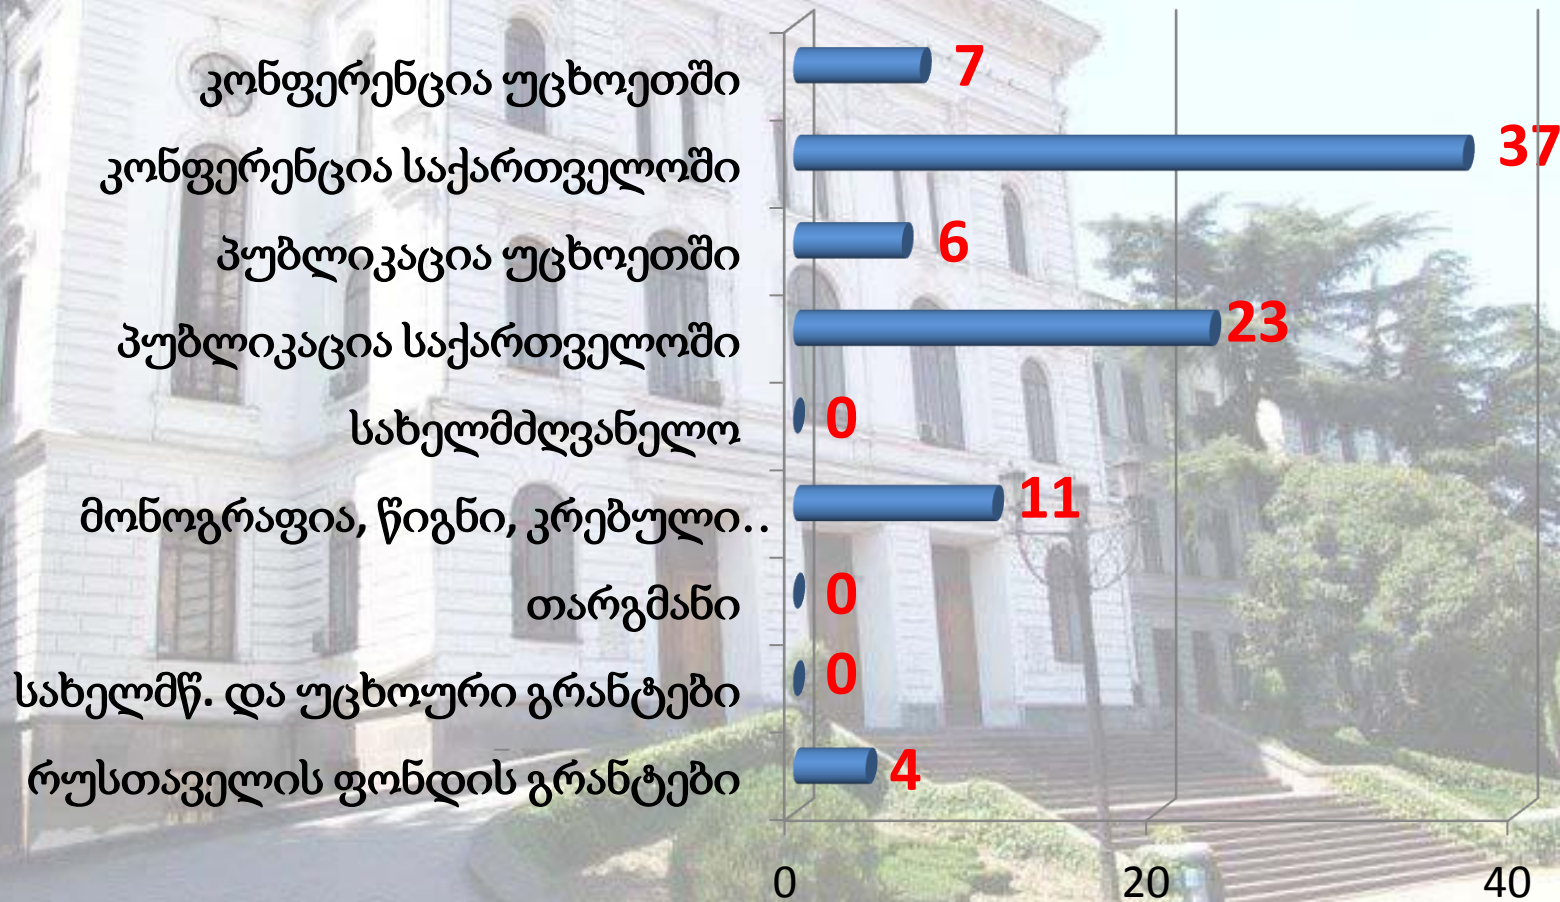 კონფერენცია უცხოეთში 7
კონფერენცია საქართველოში 37
პუბლიკაცია უცხოეთში 6
პუბლიკაცია საქართველოში 23
სახელმძღვანელო 0
მონოგრაფია, წიგნი, კრებული.. 11
თარგმანი 0
სახელმწ. და უცხოური გრანტები 0
რუსთაველის ფონდის გრანტები 4
0 20 40